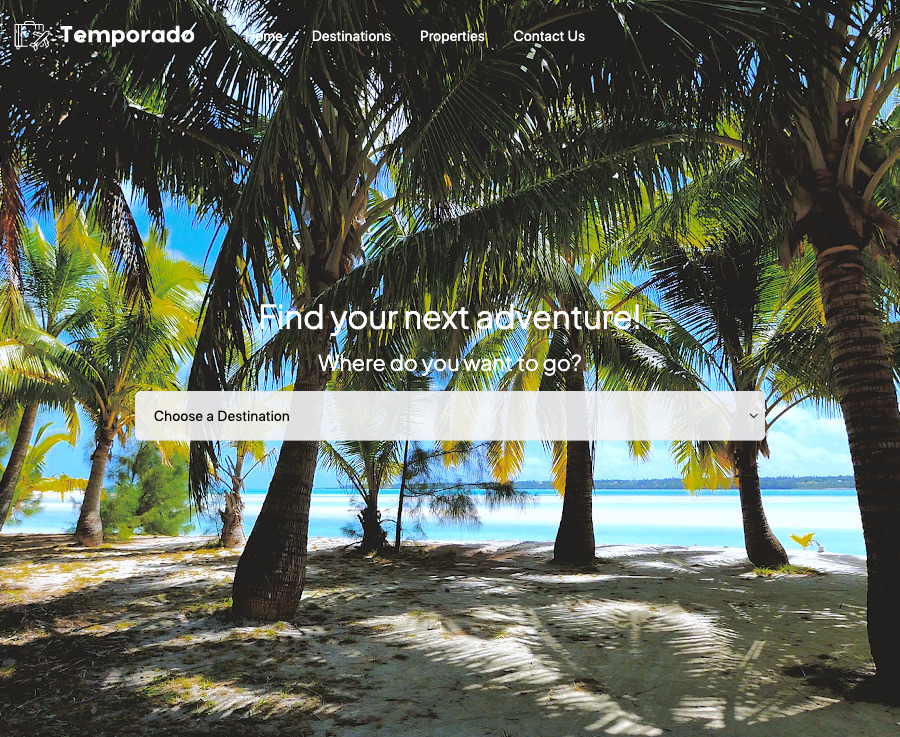 Temporado
Home
Destinations
Properties
Contact Us
Find your next adventure!
Where do you want to go?
Choose a Destination